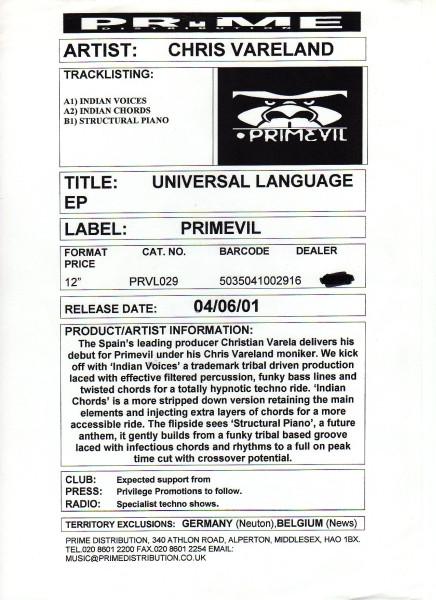 PRIME
DISTRIBUTION
ARTIST: CHRIS VARELAND
TRACKLISTING:
A1) INDIAN VOICES
A2) INDIAN CHORDS
B1) STRUCTURAL PIANO
•PRIMEVIL
TITLE: UNIVERSAL LANGUAGE
EP
LABEL: PRIMEVIL
FORMAT CAT. NO. BARCODE DEALER
PRICE
12" PRVL029 5035041002916
RELEASE DATE: 04/06/01
PRODUCT/ARTIST INFORMATION:
The Spain's leading producer Christian Varela delivers his
debut for Primevil under his Chris Vareland moniker. We kick
off with 'Indian Voices' a trademark tribal driven production
laced with effective filtered percussion, funky bass lines and
twisted chords for a totally hypnotic techno ride. 'Indian
Chords' is a more stripped down version retaining the main
elements and injecting extra layers of chords for a more
accessible ride. The flipside sees 'Structural Piano', a future
anthem, it gently builds from a funky tribal based groove
laced with infectious chords and rhythms to a full on peak
time cut with crossover potential.
CLUB: Expected support from
PRESS: Privilege Promotions to follow.
RADIO: Specialist techno shows.
TERRITORY EXCLUSIONS: GERMANY (Neuton),BELGIUM (News)
PRIME DISTRIBUTION, 340 ATHLON ROAD, ALPERTON, MIDDLESEX, HAO 1BX.
TEL.020 8601 2200 FAX.020 8601 2254 EMAIL:
MUSIC@PRIMEDISTRIBUTION.CO.UK